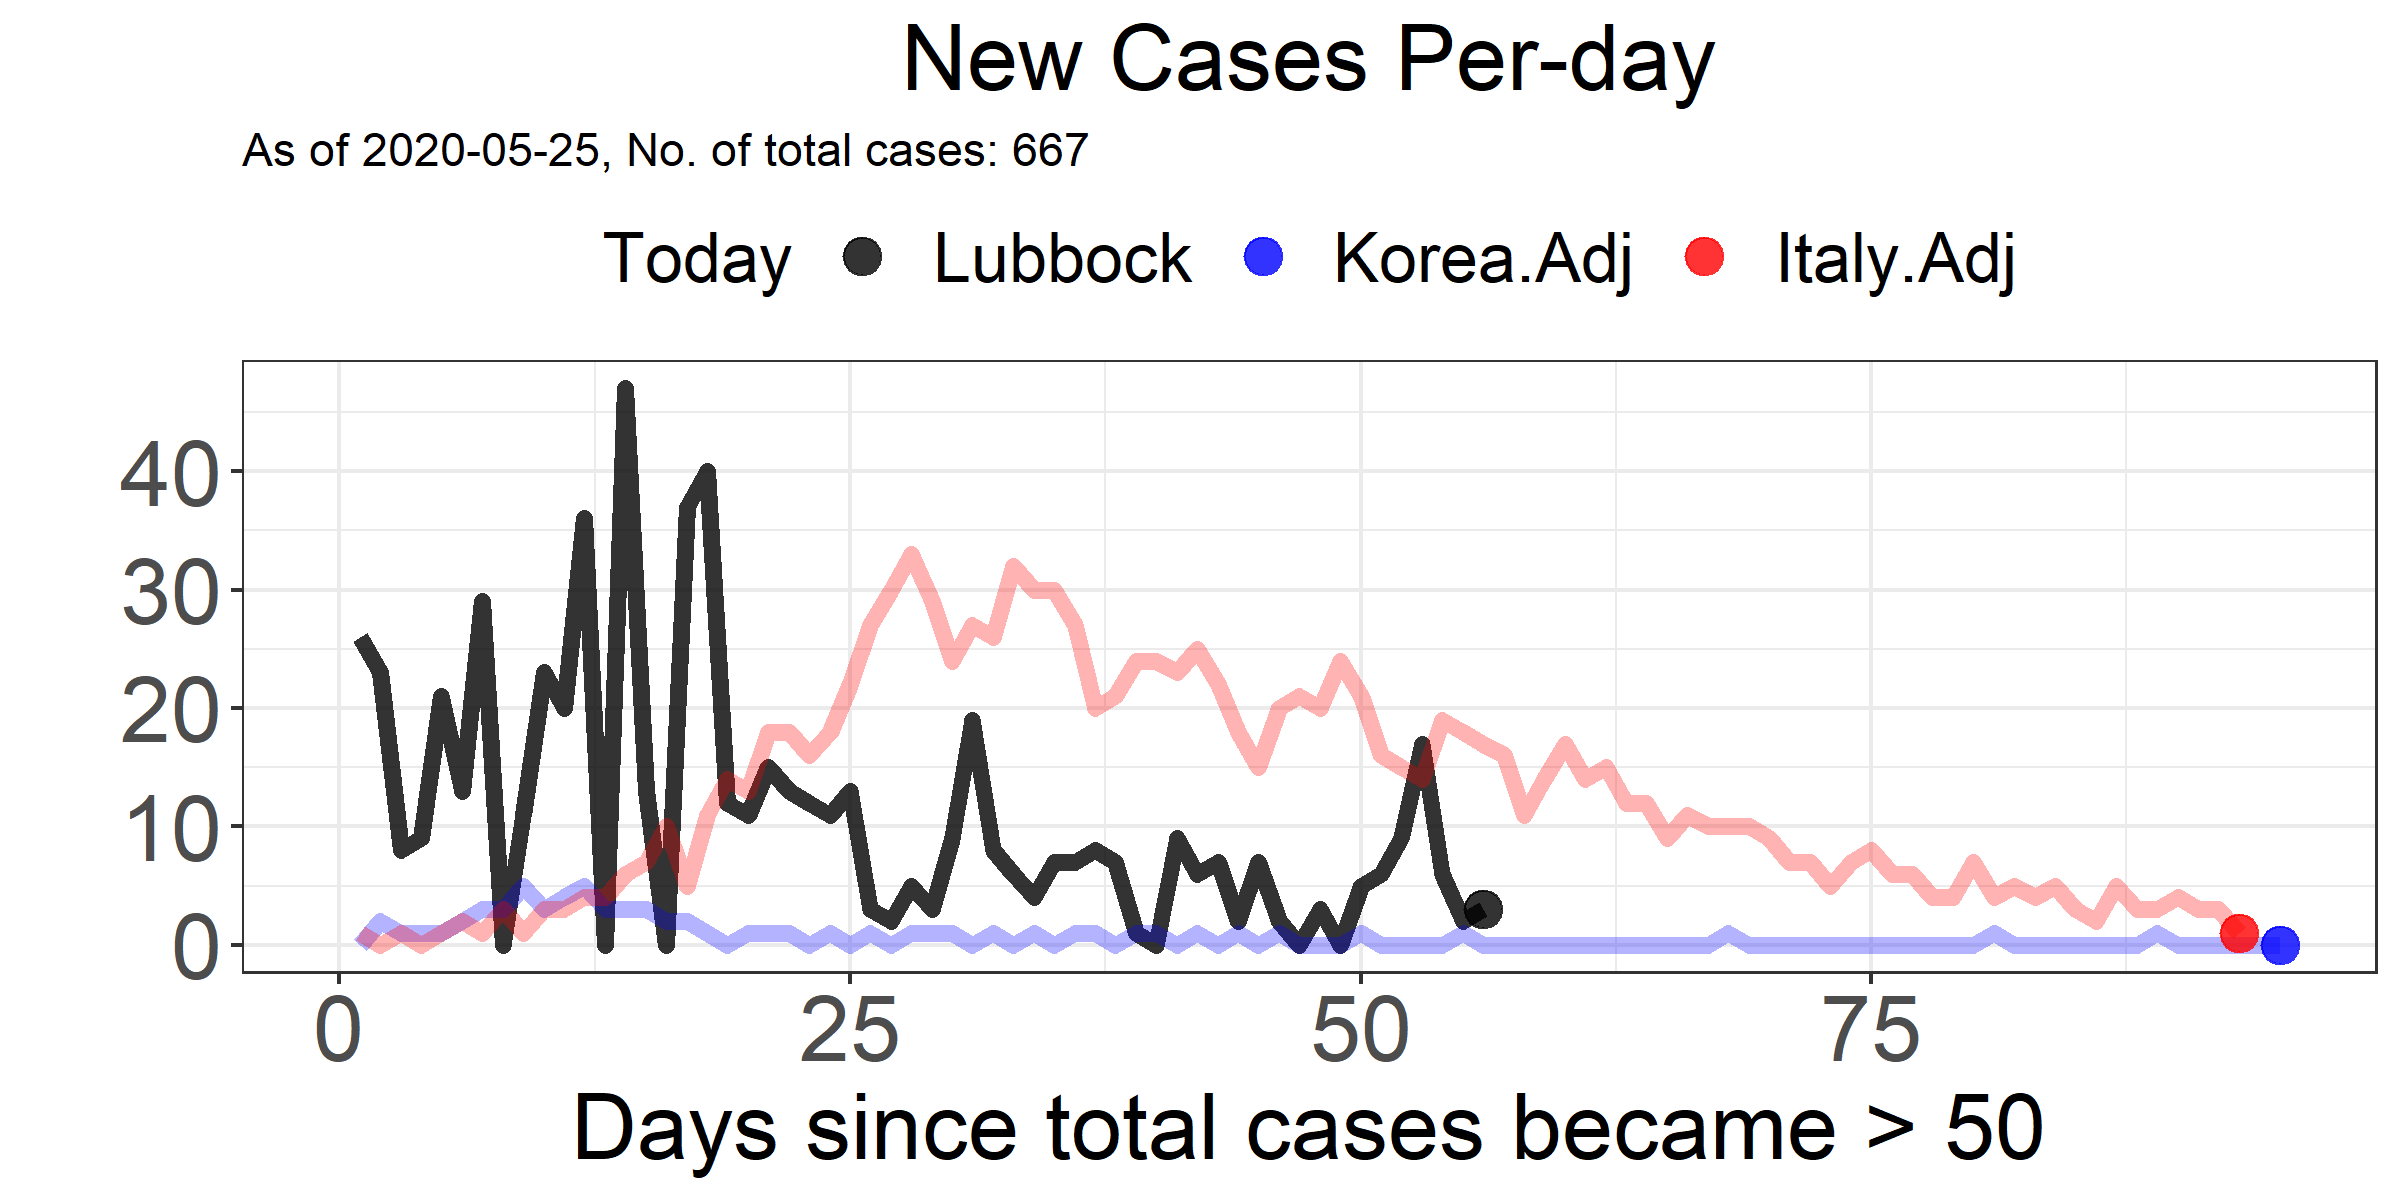 New Cases Per-day
As of 2020-05-25, No. of total cases: 667
Today Lubbock Korea.Adj Italy.Adj
40
30
20
10
0
0 25 50 75
Days since total cases became > 50